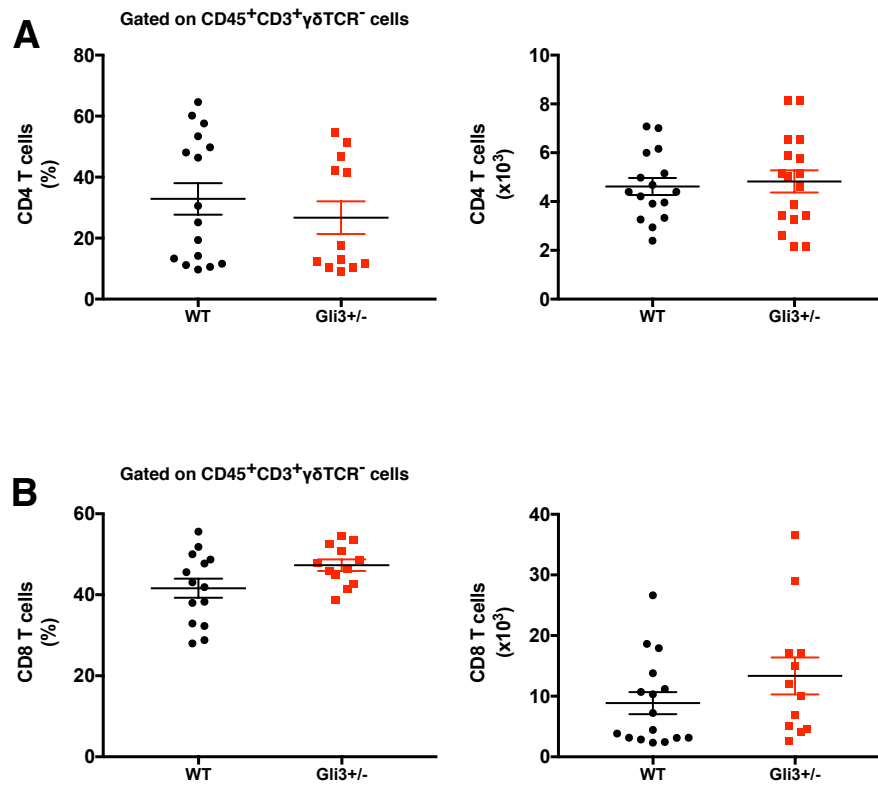 A
Gated on CD45+CD3+γδTCR- cells
CD4 T cells
(%)
80
60
40
20
0
WT
Gli3+/-
CD4 T cells
(x10³)
10
8
6
4
2
0
WT
Gli3+/-
B
Gated on CD45+CD3+γδTCR- cells
CD8 T cells
(%)
60
40
20
0
WT
Gli3+/-
CD8 T cells
(x10³)
40
30
20
10
0
WT
Gli3+/-